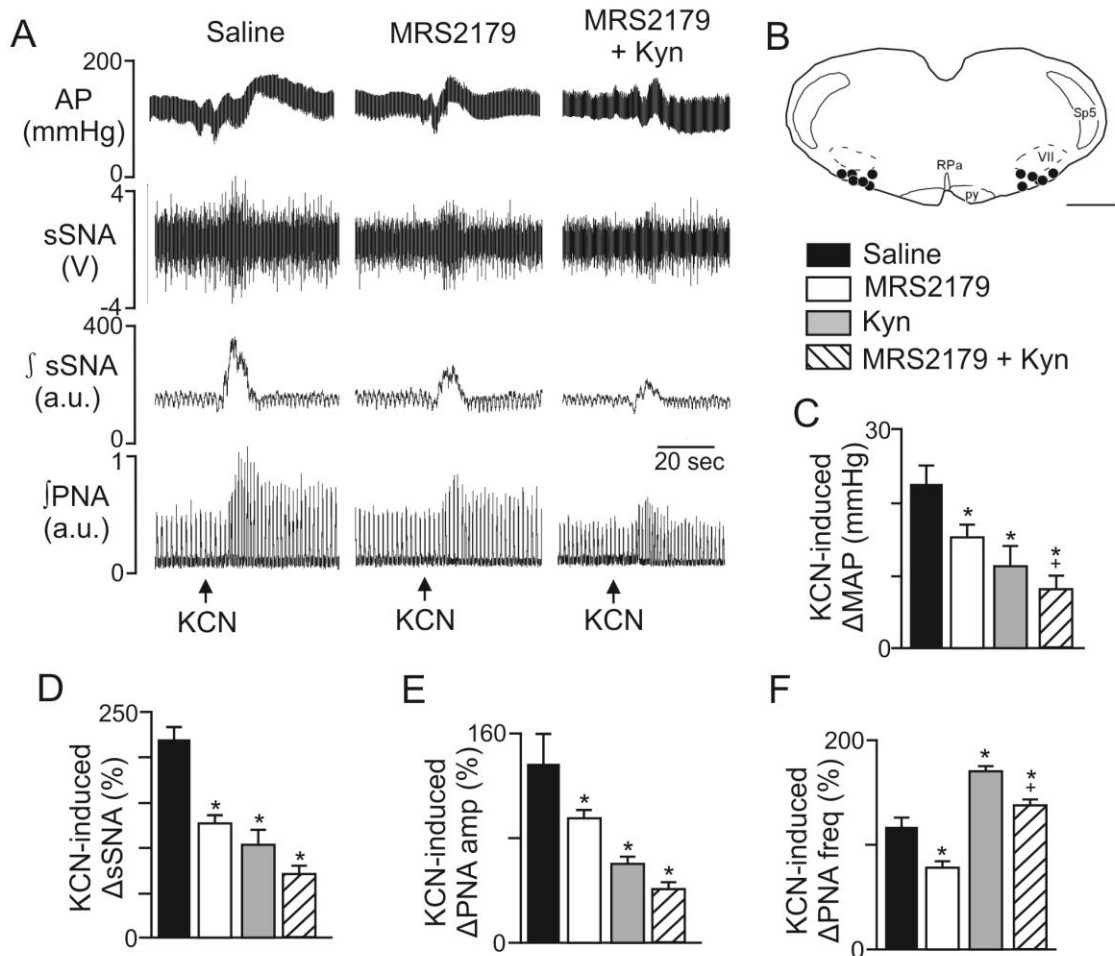 A
Saline
MRS2179
MRS2179
+ Kyn
200
AP
(mmHg)
0
4
sSNA
(V)
-4
400
∫ sSNA
(a.u.)
0
20 sec
1
∫PNA
(a.u.)
0
KCN
KCN
KCN
B
Sp5
VII
RPa
py
Saline
MRS2179
Kyn
MRS2179 + Kyn
C
30
KCN-induced
ΔMAP (mmHg)
0
*
*
*
+
D
250
KCN-induced
ΔsSNA (%)
0
*
*
*
E
160
KCN-induced
ΔPNA amp (%)
0
*
*
*
F
200
KCN-induced
ΔPNA freq (%)
0
*
*
*
+